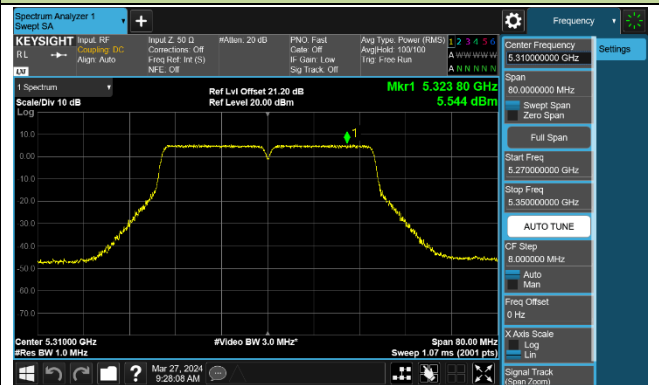 Spectrum Analyzer 1
Swept SA
+
Frequency
KEYSIGHT
RL
LXI
Input: RF
Coupling: DC
Align: Auto
Input Z: 50 Ω
Corrections: Off
Freq Ref: Int (S)
NFE: Off
#Atten: 20 dB
PNO: Fast
Gate: Off
IF Gain: Low
Sig Track: Off
Avg Type: Power (RMS)
Avg|Hold: 100/100
Trig: Free Run
1 2 3 4 5 6
A W W W W W
A N N N N N
1 Spectrum
Scale/Div 10 dB
Log
Ref Lvl Offset 21.20 dB
Ref Level 20.00 dBm
Mkr1 5.323 80 GHz
5.544 dBm
1
10.0
0.00
-10.0
-20.0
-30.0
-40.0
-50.0
-60.0
-70.0
Center 5.31000 GHz
#Res BW 1.0 MHz
#Video BW 3.0 MHz*
Span 80.00 MHz
Sweep 1.07 ms (2001 pts)
?
Mar 27, 2024
9:28:08 AM
Center Frequency
5.310000000 GHz
Settings
Span
80.0000000 MHz
Swept Span
Zero Span
Full Span
Start Freq
5.270000000 GHz
Stop Freq
5.350000000 GHz
AUTO TUNE
CF Step
8.000000 MHz
Auto
Man
Freq Offset
0 Hz
X Axis Scale
Log
Lin
Signal Track
(Span Zoom)